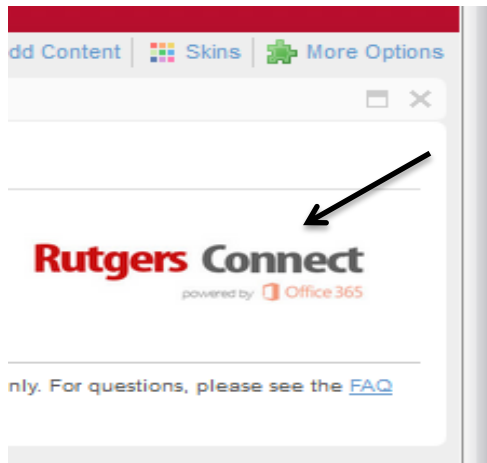 dd Content Skins More Options
Rutgers Connect
powered by Office 365
nly. For questions, please see the FAQ